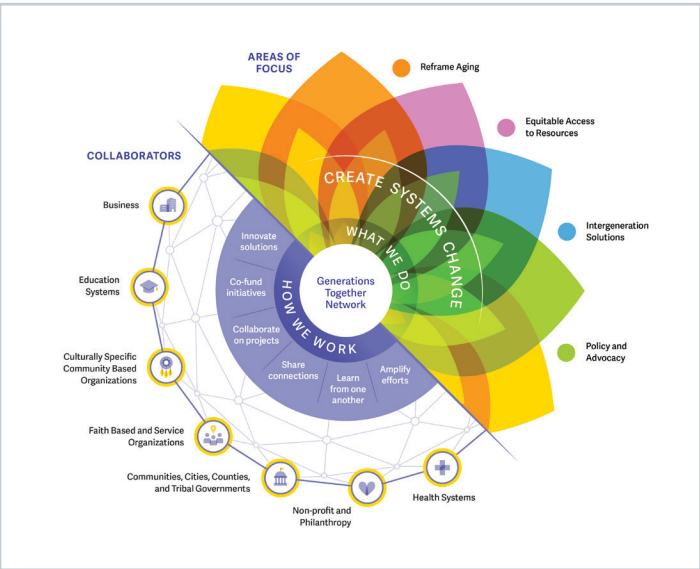 AREAS OF
FOCUS
Reframe Aging
Equitable Access
to Resources
Intergeneration
Solutions
Policy and
Advocacy
CREATE SYSTEMS CHANGE
WHAT WE DO
Generations
Together
Network
HOW WE WORK
Innovate
solutions
Co-fund
initiatives
Collaborate
on projects
Share
connections
Learn
from one
another
Amplify
efforts
COLLABORATORS
Business
Education
Systems
Culturally Specific
Community Based
Organizations
Faith Based and Service
Organizations
Communities, Cities, Counties,
and Tribal Governments
Non-profit and
Philanthropy
Health Systems